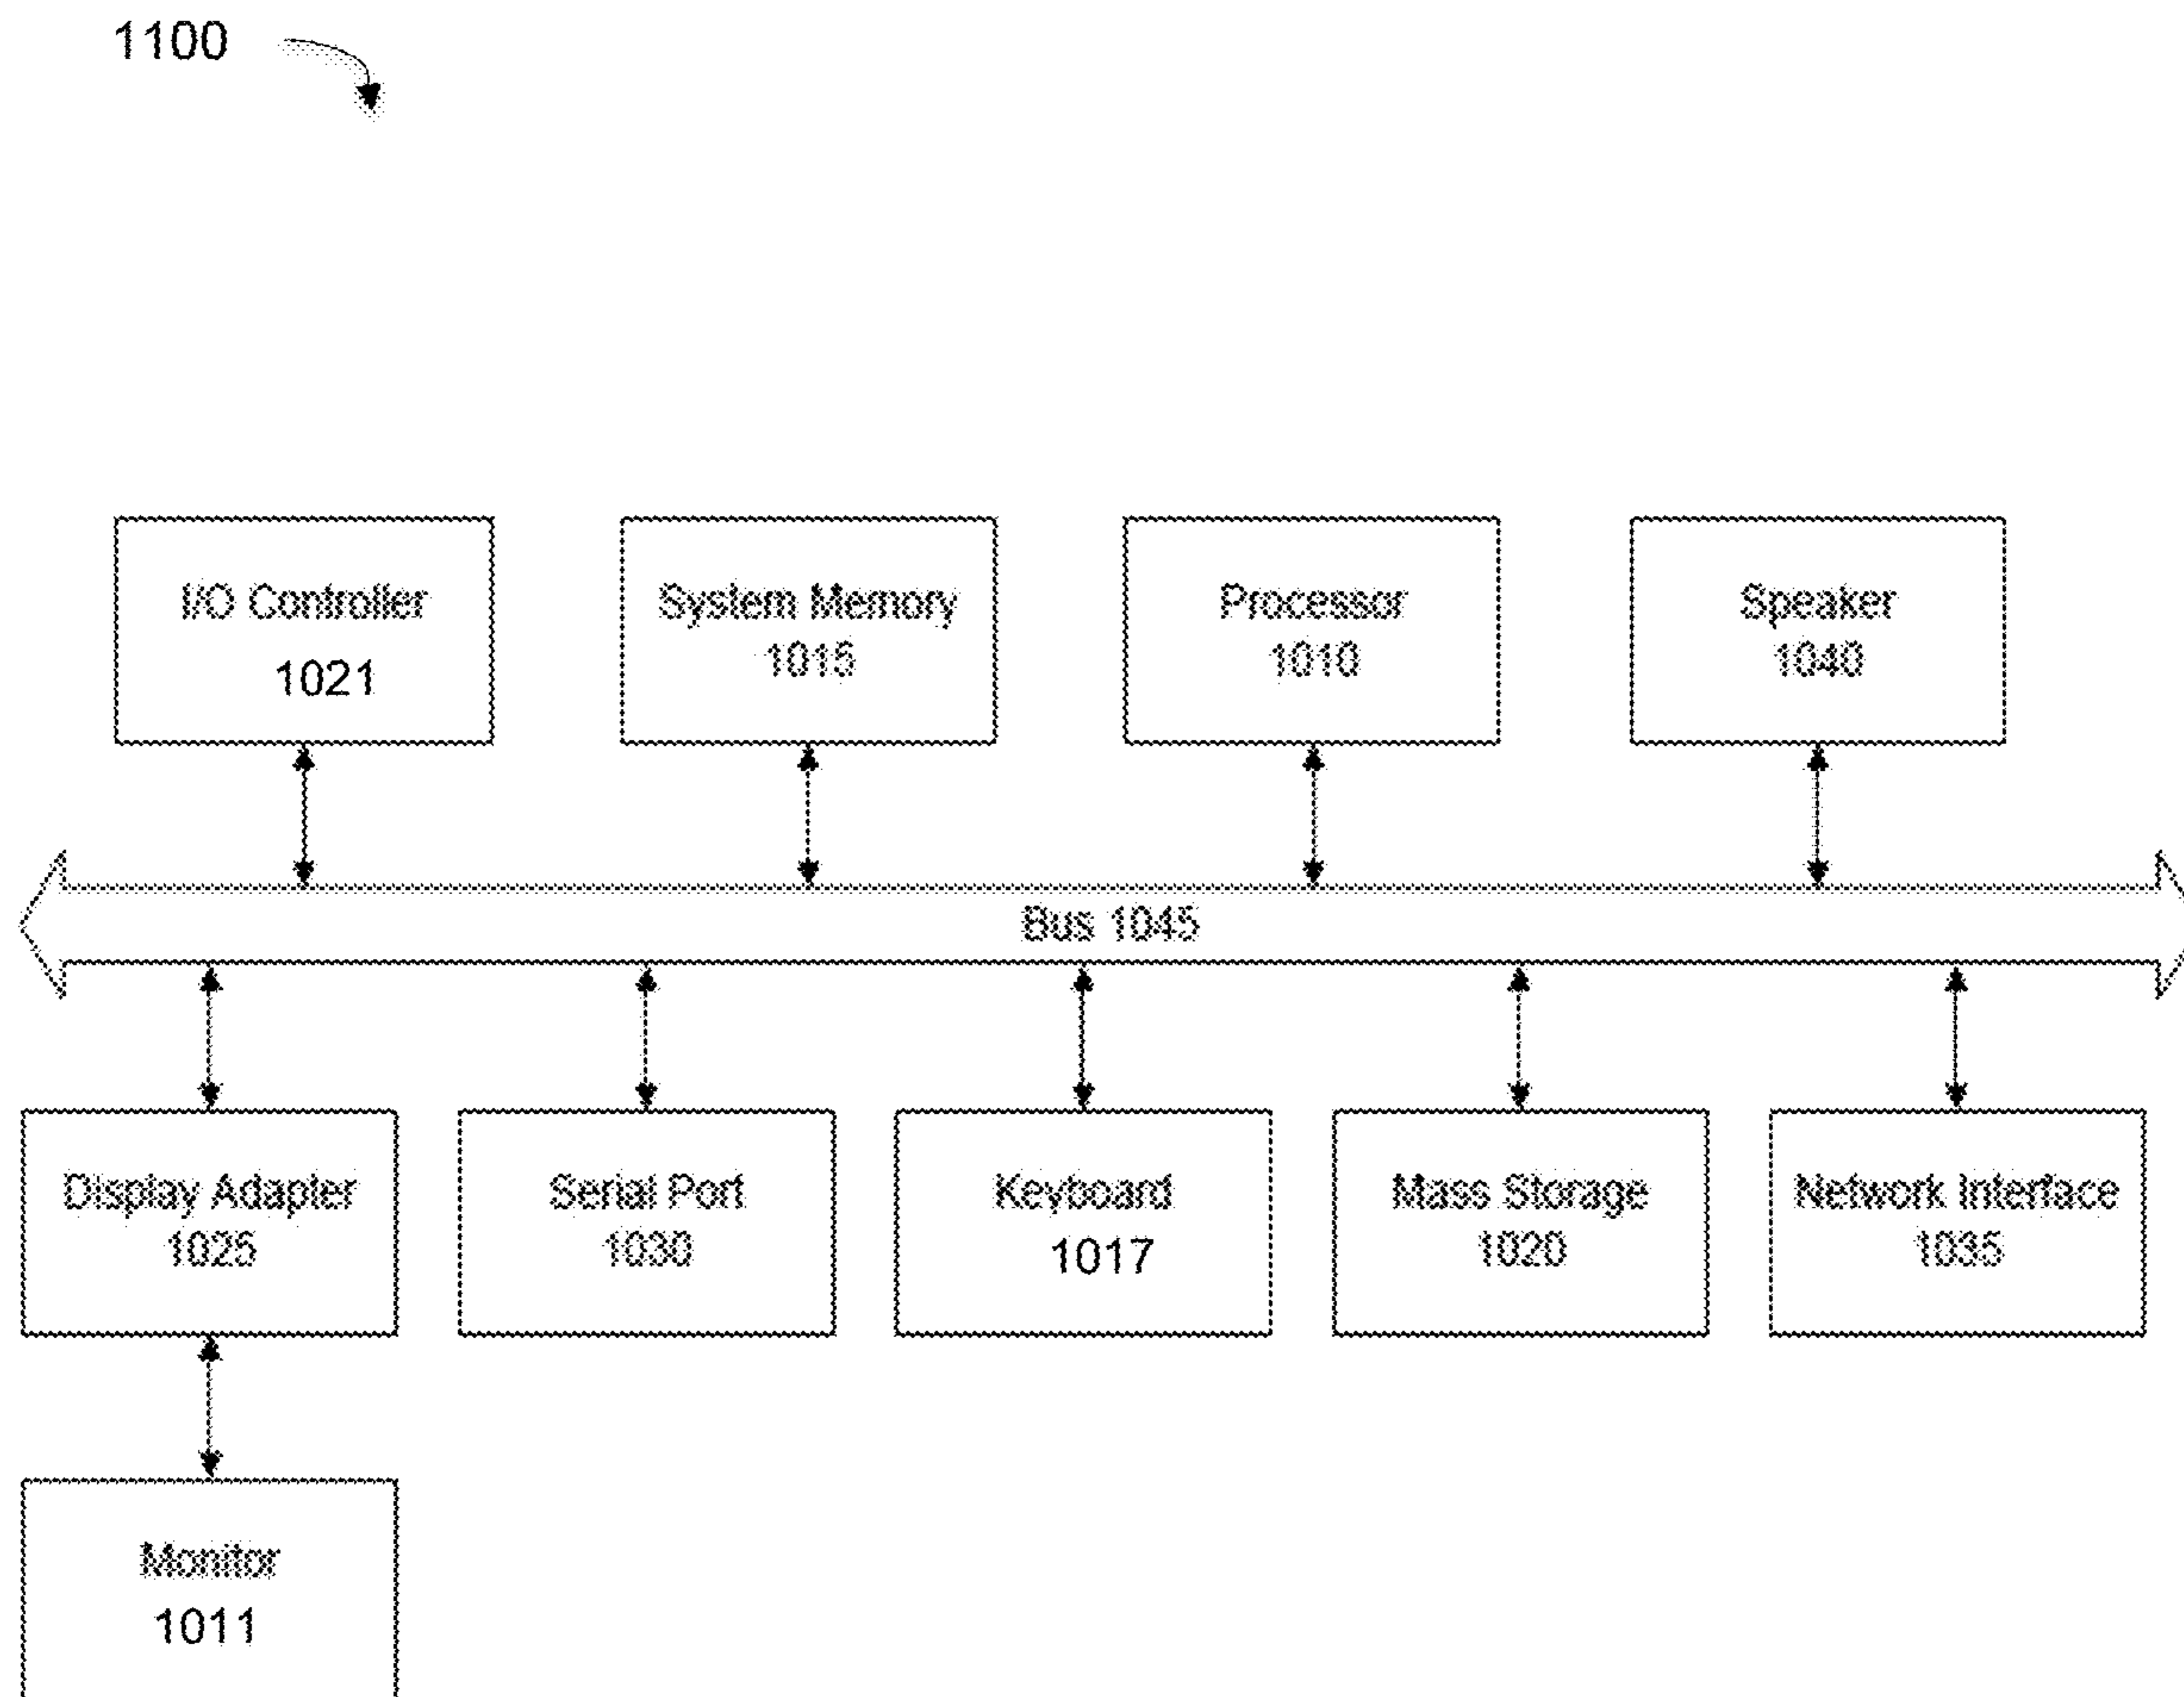 1100
I/O Controller
1021
System Memory
1015
Processor
1010
Speaker
1040
Bus 1045
Display Adapter
1025
Serial Port
1030
Keyboard
1017
Mass Storage
1020
Network Interface
1035
Monitor
1011